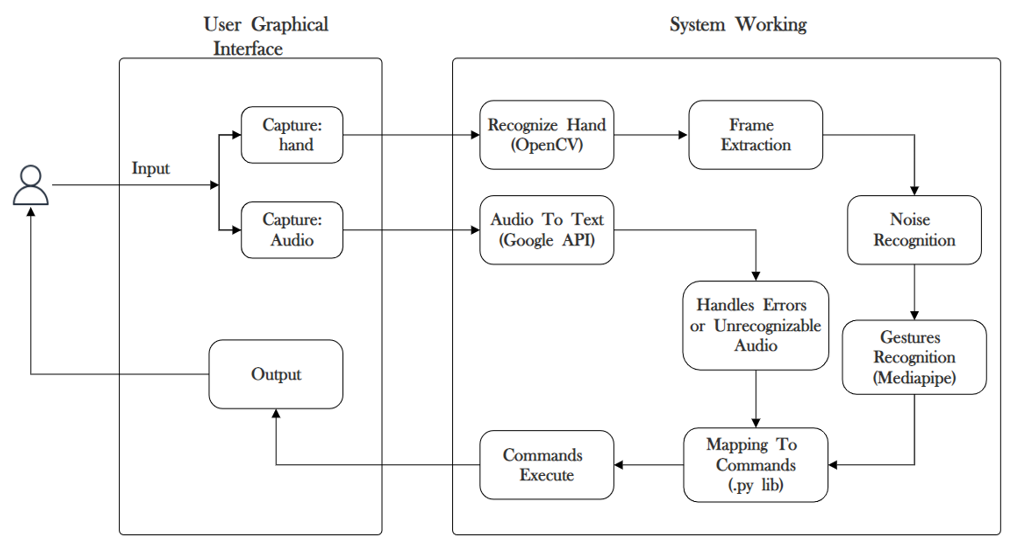 User Graphical
Interface
System Working
Input
Capture:
hand
Recognize Hand
(OpenCV)
Frame
Extraction
Capture:
Audio
Audio To Text
(Google API)
Noise
Recognition
Handles Errors
or Unrecognizable
Audio
Gestures
Recognition
(Mediapipe)
Output
Commands
Execute
Mapping To
Commands
(.py lib)